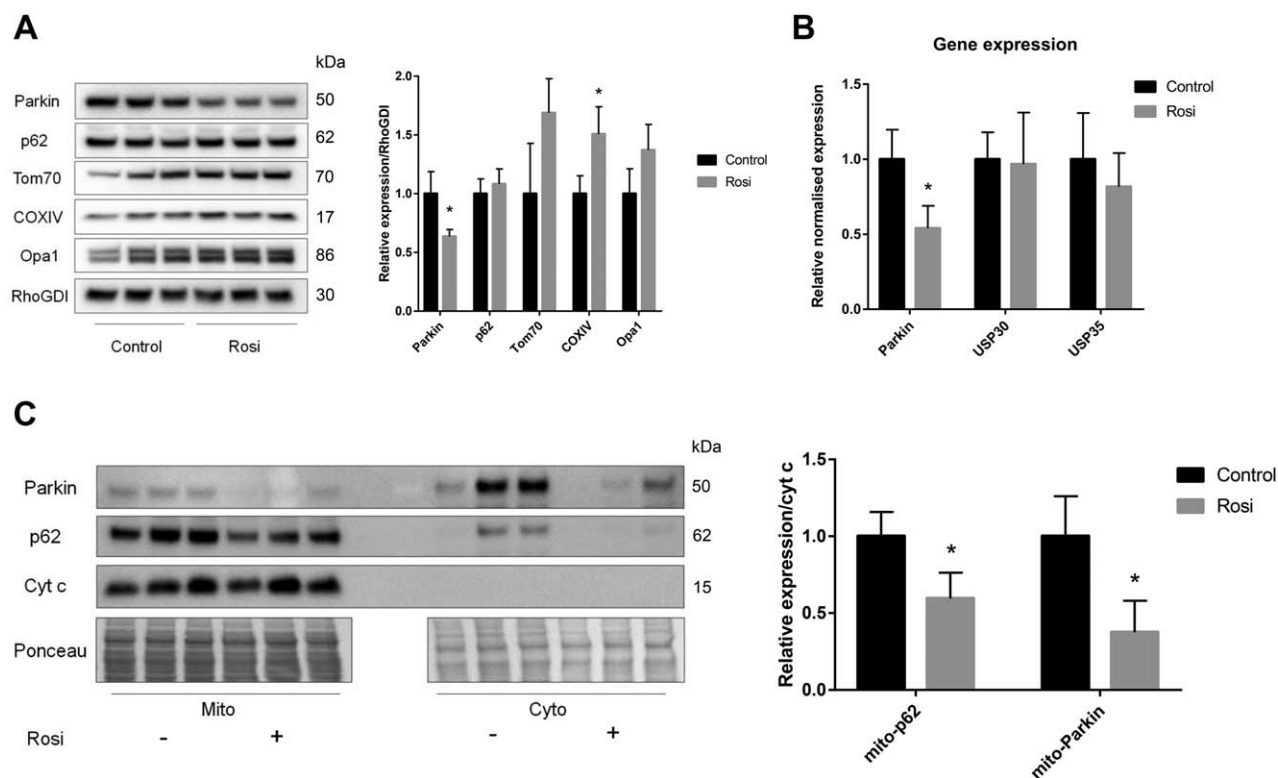 A
kDa
Parkin 50
p62 62
Tom70 70
COXIV 17
Opa1 86
RhoGDI 30
Control Rosi
Relative expression/RhoGDI
2.0
1.5
1.0
0.5
0.0
* *
Parkin p62 Tom70 COXIV Opa1
Control
Rosi
B
Gene expression
Relative normalised expression
1.5
1.0
0.5
0.0
*
Parkin USP30 USP35
Control
Rosi
C
kDa
Parkin 50
p62 62
Cyt c 15
Ponceau
Mito Cyto
Rosi - + - +
Relative expression/cyt c
1.5
1.0
0.5
0.0
* *
mito-p62 mito-Parkin
Control
Rosi